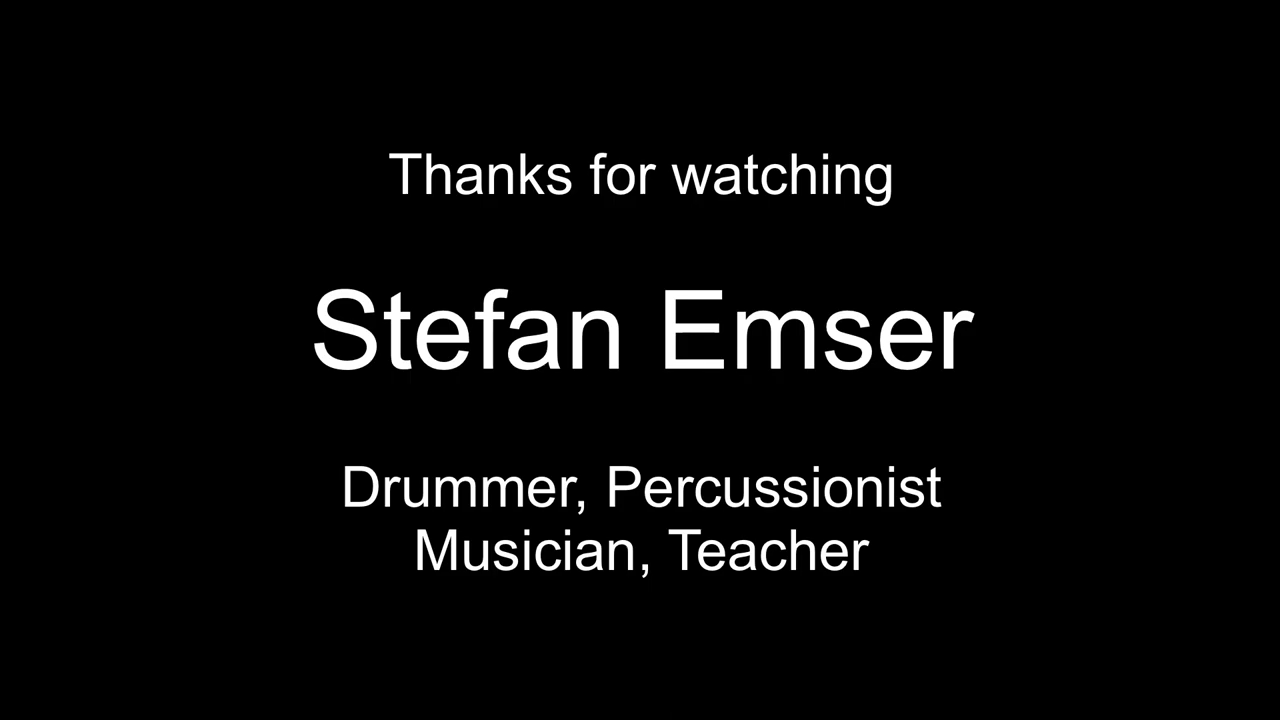 Thanks for watching
Stefan Emser
Drummer, Percussionist
Musician, Teacher